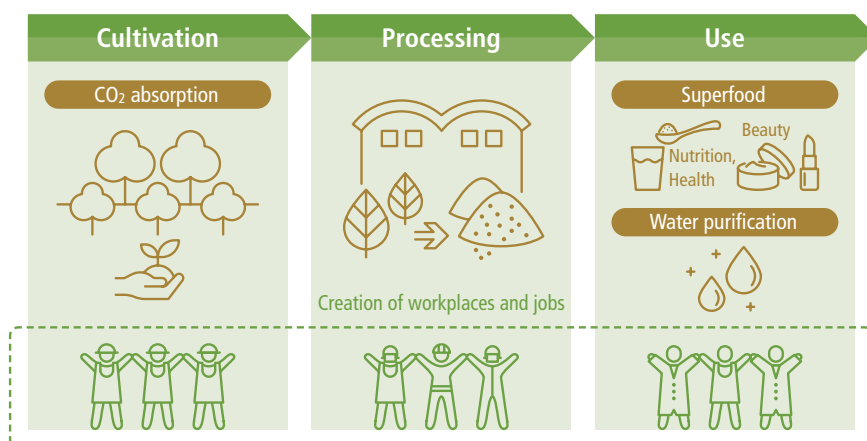 Cultivation
CO₂ absorption
Processing
Creation of workplaces and jobs
Use
Superfood
Beauty
Nutrition,
Health
Water purification